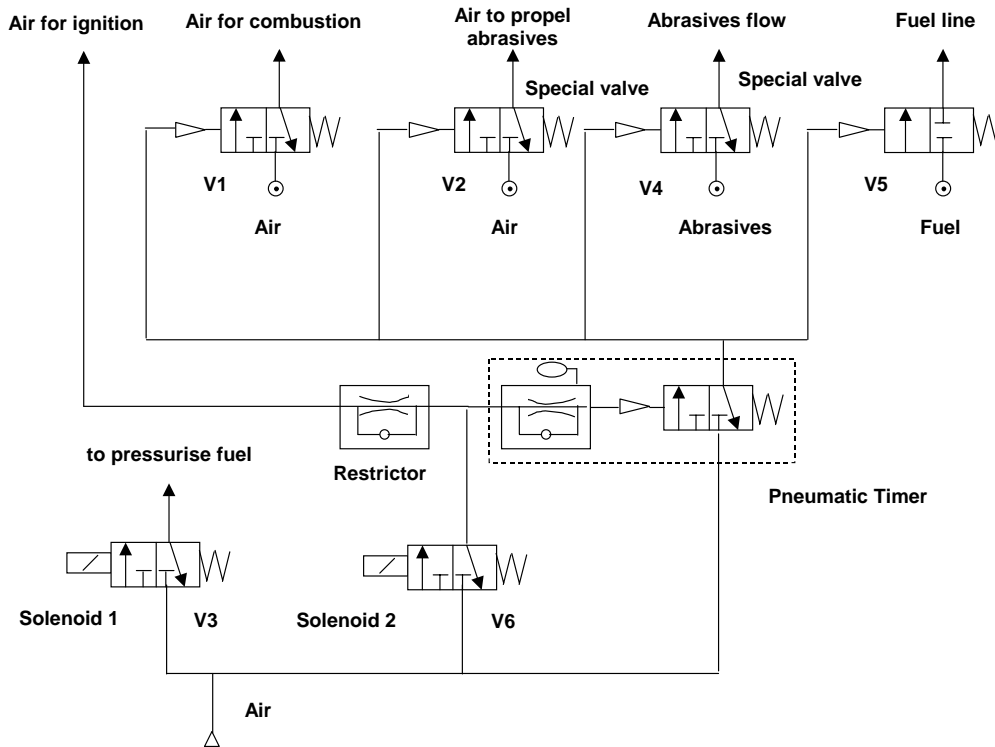 Air for ignition
Air for combustion
Air to propel
abrasives
Abrasives flow
Fuel line
Special valve
Special valve
V1
V2
V4
V5
Air
Air
Abrasives
Fuel
Restrictor
to pressurise fuel
Pneumatic Timer
Solenoid 1
V3
Solenoid 2
V6
Air